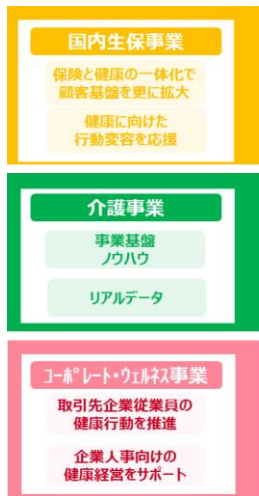 国内生保事業
保険と健康の一体化で
顧客基盤を更に拡大
健康に向けた
行動変容を応援
介護事業
事業基盤
ノウハウ
リアルデータ
コーポレート・ウェルネス事業
取引先企業従業員の
健康行動を推進
企業人事向けの
健康経営をサポート